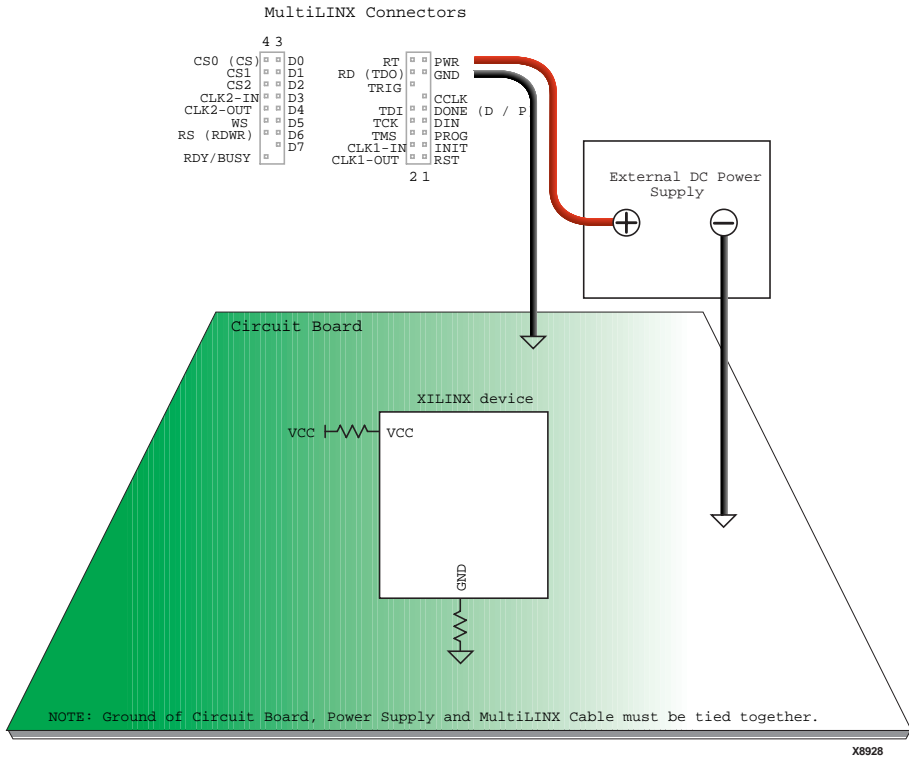 MultiLINX Connectors
4 3
CS0 (CS) D0
CS1 D1
CS2 D2
CLK2-IN D3
CLK2-OUT D4
WS D5
RS (RDWR) D6
D7
RDY/BUSY
RT PWR
RD (TDO) GND
TRIG
CCLK
TDI DONE (D / P
TCK DIN
TMS PROG
CLK1-IN INIT
CLK1-OUT RST
2 1
External DC Power
Supply
+ −
Circuit Board
XILINX device
VCC VCC
GND
NOTE: Ground of Circuit Board, Power Supply and MultiLINX Cable must be tied together.
X8928